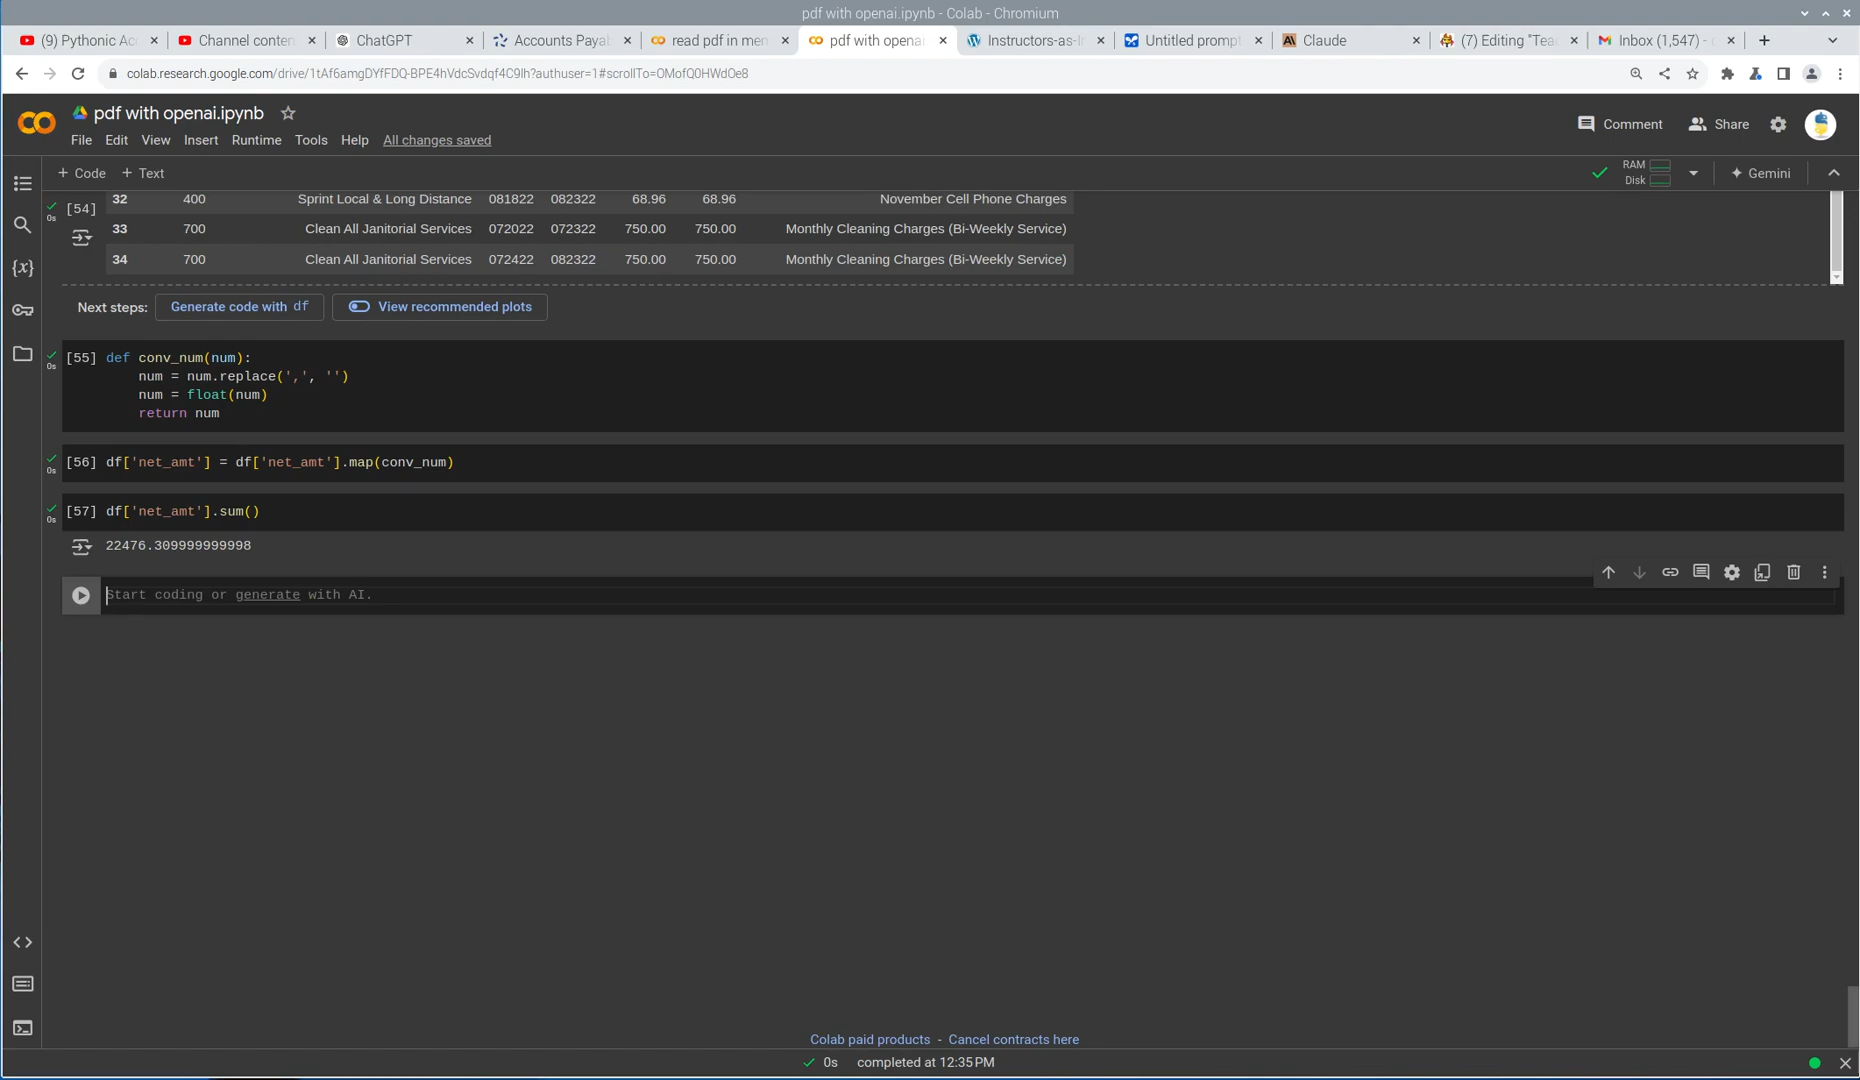 pdf with openai.ipynb - Colab - Chromium
(9) Pythonic Ac
Channel conten
ChatGPT
Accounts Paya
read pdf in mem
pdf with openai
Instructors-as-I
Untitled prompt
Claude
(7) Editing "Tea
Inbox (1,547) -
colab.research.google.com/drive/1tAf6amgDYfFDQ-BPE4hVdcSvdqf4C9Ih?authuser=1#scrollTo=OMofQ0HWdOe8
pdf with openai.ipynb
File Edit View Insert Runtime Tools Help All changes saved
Comment
Share
+ Code + Text
RAM
Disk
Gemini
[54]
0s
32 400 Sprint Local & Long Distance 081822 082322 68.96 68.96 November Cell Phone Charges
33 700 Clean All Janitorial Services 072022 072322 750.00 750.00 Monthly Cleaning Charges (Bi-Weekly Service)
34 700 Clean All Janitorial Services 072422 082322 750.00 750.00 Monthly Cleaning Charges (Bi-Weekly Service)
Next steps: Generate code with df View recommended plots
[55] def conv_num(num):
0s
num = num.replace(',', '')
num = float(num)
return num
[56] df['net_amt'] = df['net_amt'].map(conv_num)
0s
[57] df['net_amt'].sum()
0s
22476.309999999998
Start coding or generate with AI.
Colab paid products - Cancel contracts here
0s completed at 12:35 PM